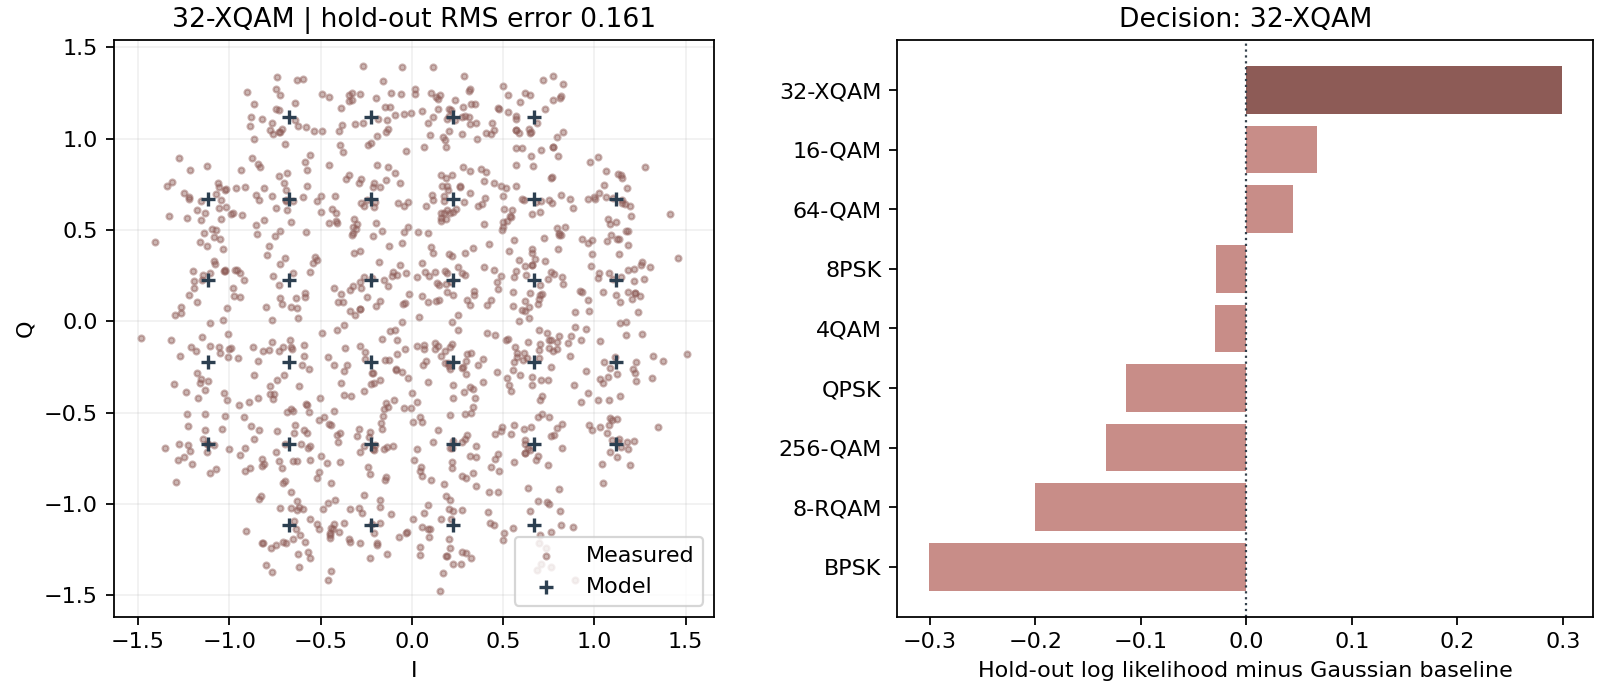 32-XQAM | hold-out RMS error 0.161
1.5
1.0
0.5
0.0
−0.5
−1.0
−1.5
Q
−1.5
−1.0
−0.5
0.0
0.5
1.0
1.5
I
Measured
Model
Decision: 32-XQAM
32-XQAM
16-QAM
64-QAM
8PSK
4QAM
QPSK
256-QAM
8-RQAM
BPSK
−0.3
−0.2
−0.1
0.0
0.1
0.2
0.3
Hold-out log likelihood minus Gaussian baseline